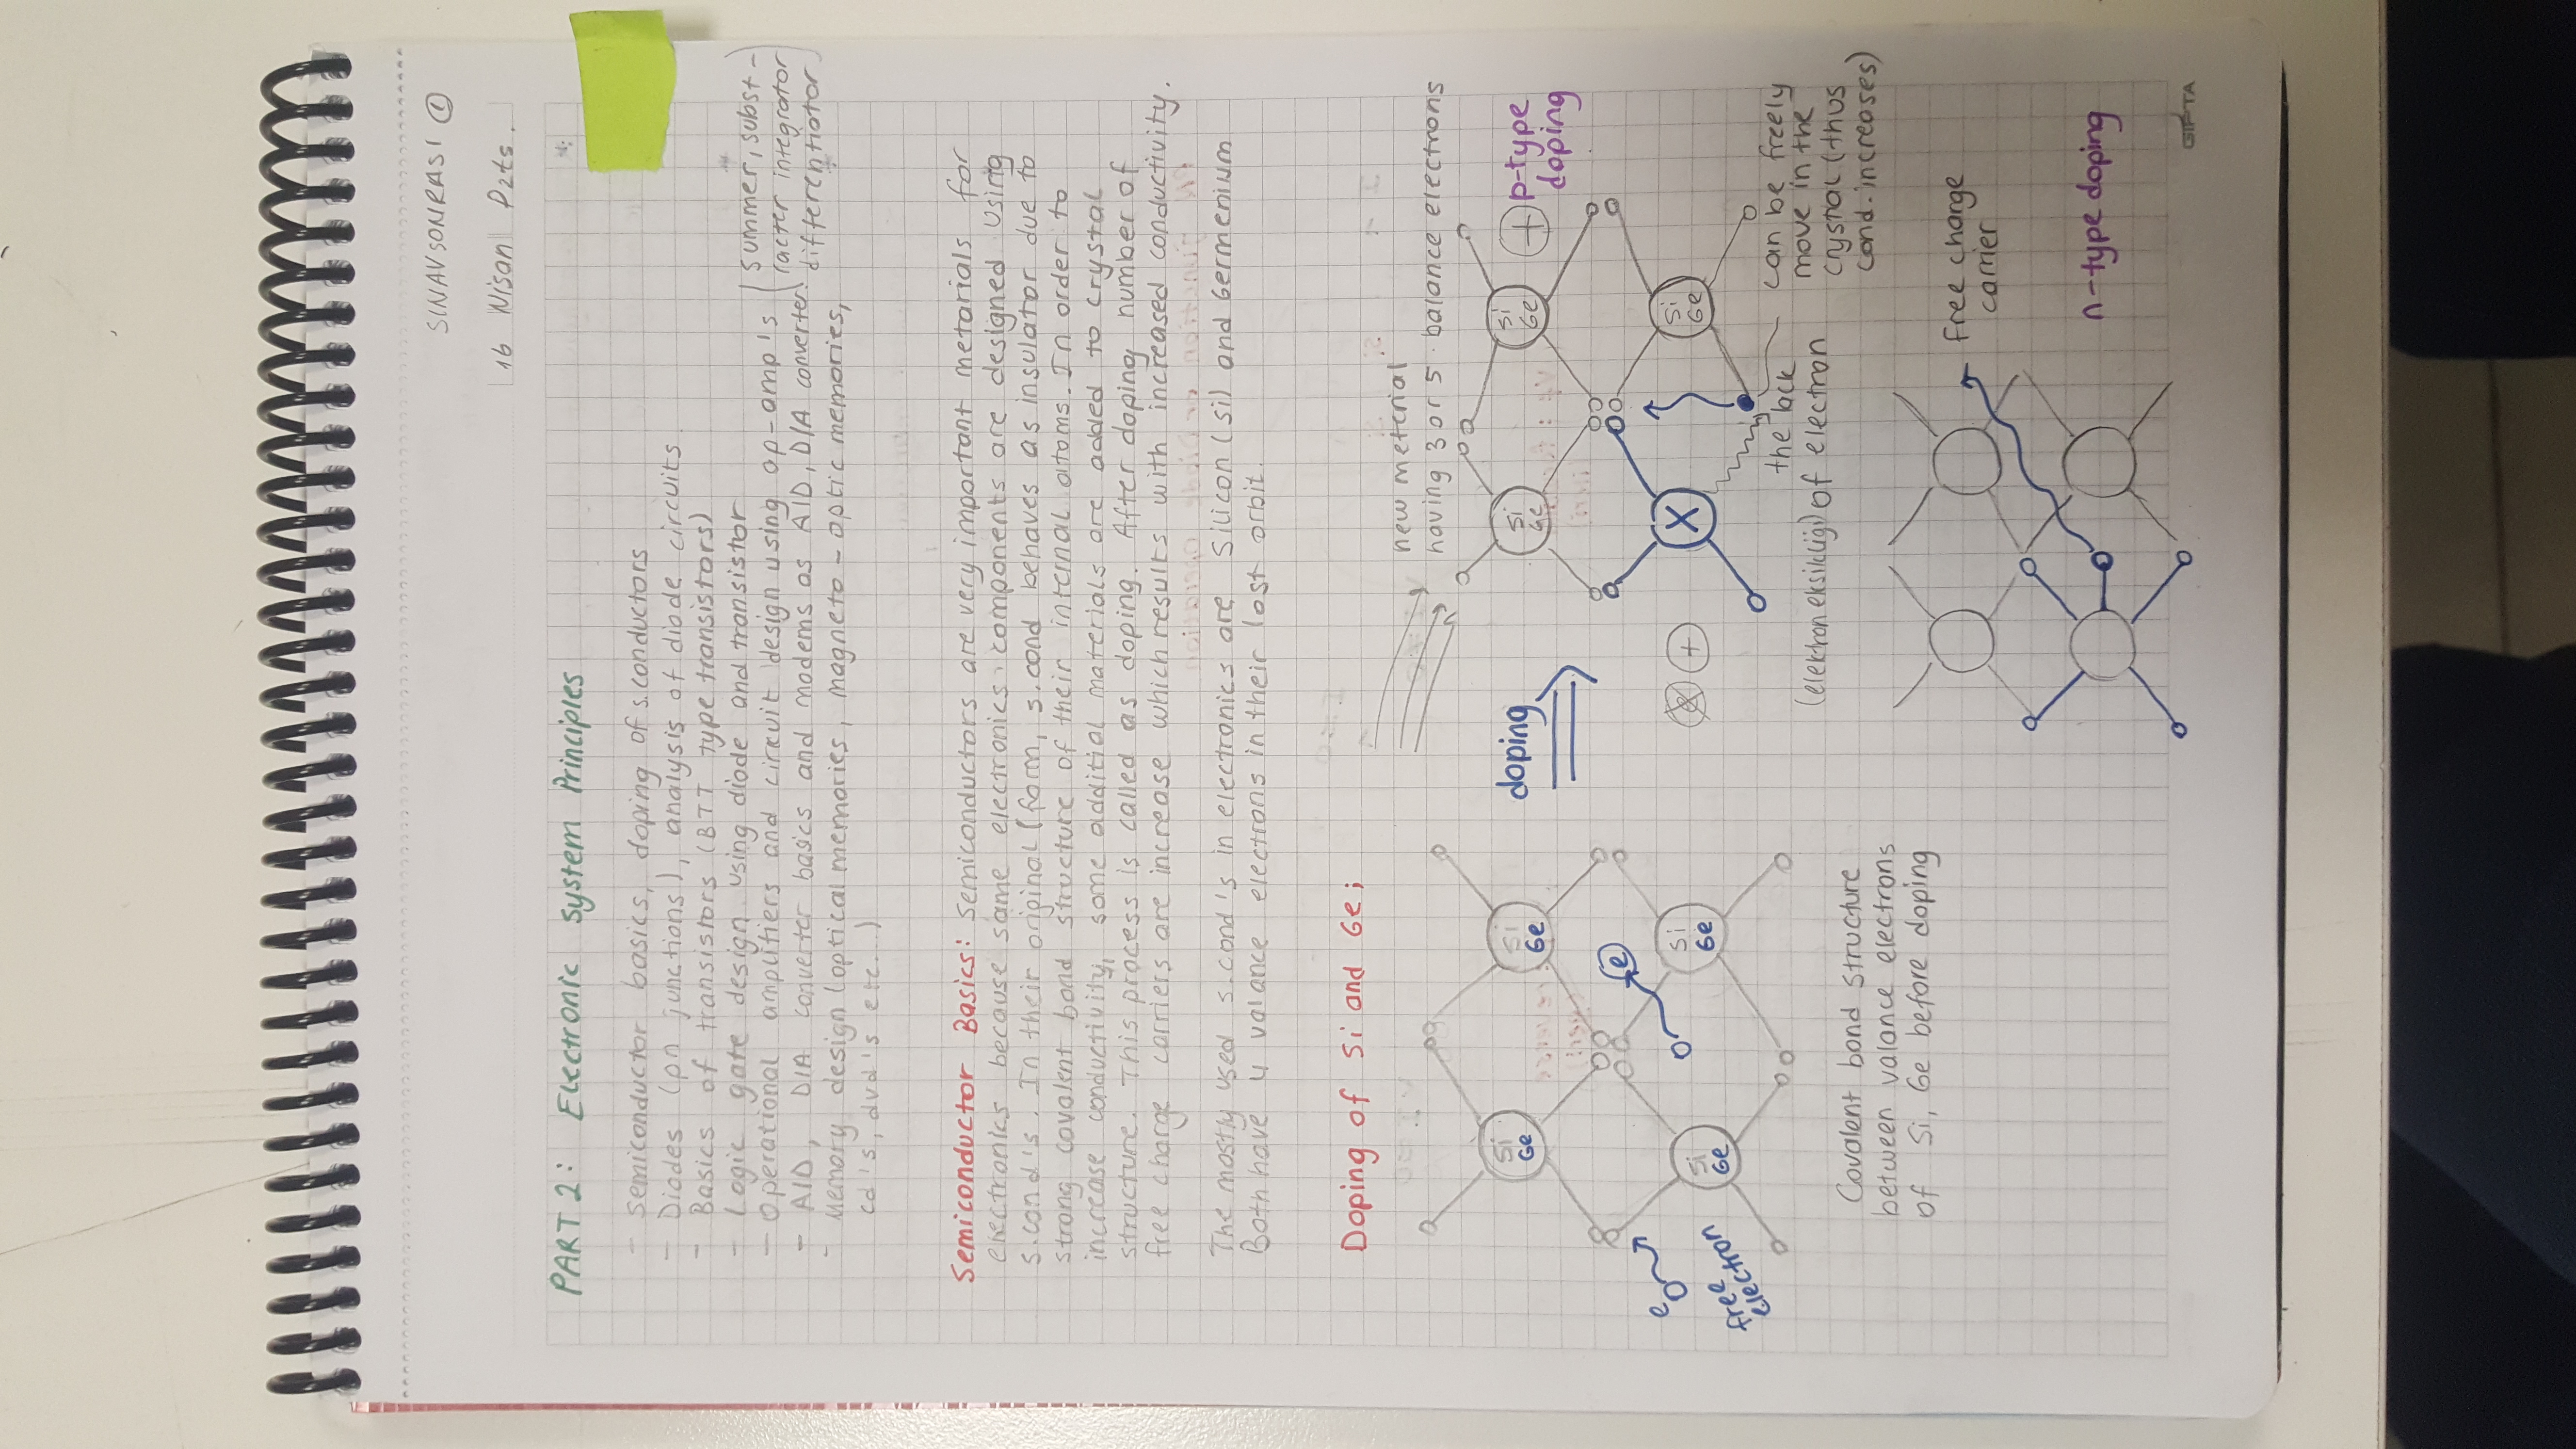 SINAV SONRASI ①
16 Nisan Pzts.
PART 2: Electronic System Principles
- Semiconductor basics, doping of s.conductors
- Diodes (pn junctions), analysis of diode circuits
- Basics of transistors (BTT type transistors)
- Logic gate design using diode and transistor
- Operational amplifiers and circuit design using op-amp's
(summer, subst-
racter integrator
differentiator)
- A/D, D/A converter basics and modems as A/D, D/A converter.
- Memory design (optical memories, magneto-optic memories,
cd's, dvd's etc...)
Semiconductor Basics: Semiconductors are very important metarials for
electronics because same electronics components are designed using
s.cond's. In their original form, s.cond behaves as insulator due to
strong covalent bond structure of their internal atoms. In order to
increase conductivity, some additial materials are added to crystal
structure. This process is called as doping. After doping number of
free charge carriers are increase which results with increased conductivity.
The mostly used s.cond's in electronics are Silicon (si) and Germenium
Both have 4 valance electrons in their last orbit.
Doping of Si and Ge;
new meterial
having 3 or 5 balance electrons
Si
Ge
Si
Ge
doping
Si
Ge
Si
Ge
+
p-type
doping
e
e
free
electron
Si
Ge
Si
Ge
+
X
Si
Ge
the lack
(elektron eksikliği) of electron
can be freely
move in the
crystal (thus
cond. increases)
Covalent bond structure
between valance electrons
of Si, Ge before doping
free charge
carrier
n-type doping
GIPTA